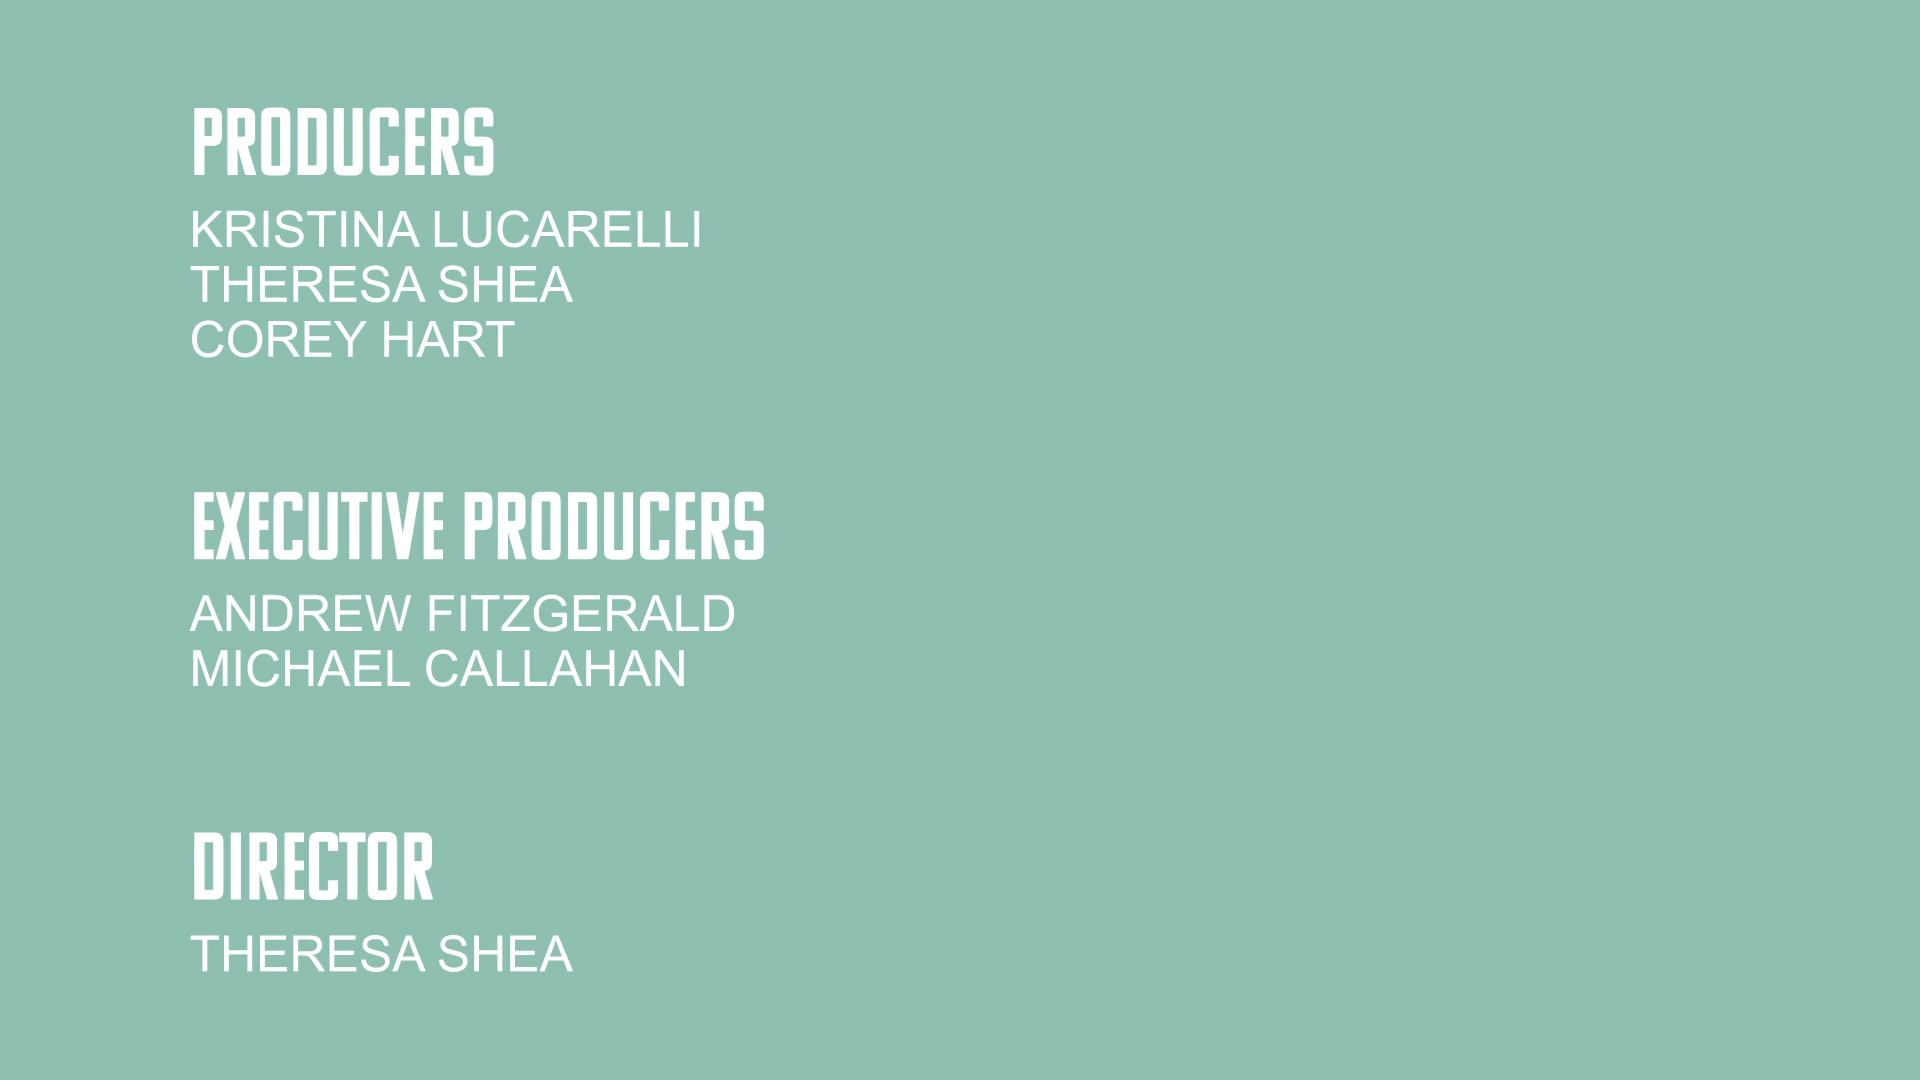 PRODUCERS
KRISTINA LUCARELLI
THERESA SHEA
COREY HART
EXECUTIVE PRODUCERS
ANDREW FITZGERALD
MICHAEL CALLAHAN
DIRECTOR
THERESA SHEA